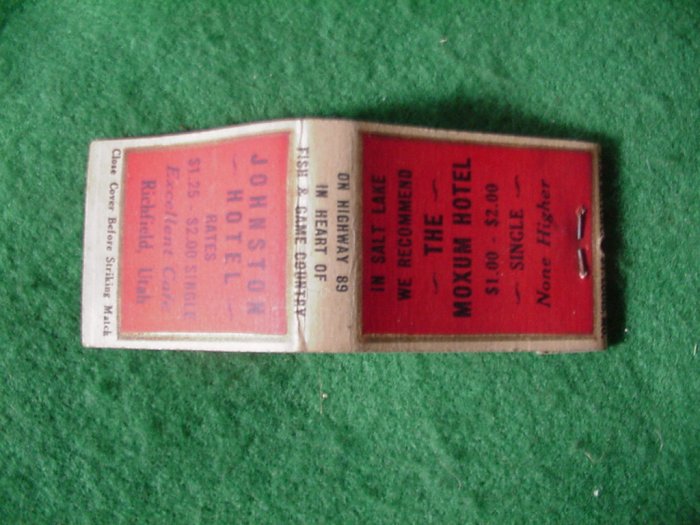 Close Cover Before Striking Match
JOHNSTON
HOTEL
RATES
$1.25 - $2.00 SINGLE
Excellent Care
Richfield, Utah
ON HIGHWAY 89
IN HEART OF
FISH & GAME COUNTRY
IN SALT LAKE
WE RECOMMEND
THE
MOXUM HOTEL
$1.00 - $2.00
SINGLE
None Higher